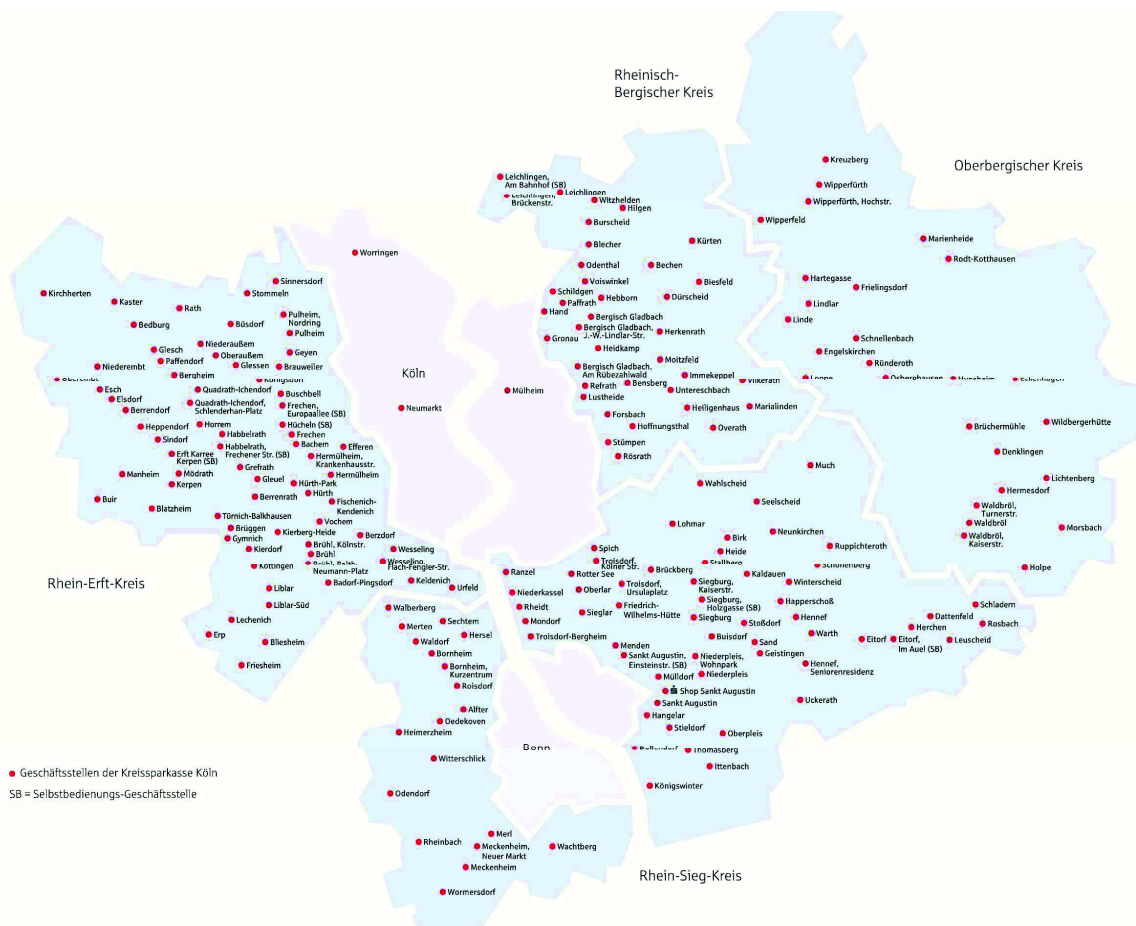 Rheinisch-
Bergischer Kreis
Oberbergischer Kreis
Kreuzberg
Wipperfürth
Wipperfürth, Hochstr.
Wipperfeld
Marienheide
Rodt-Kotthausen
Hartegasse
Frielingsdorf
Lindlar
Linde
Schnellenbach
Engelskirchen
Ründeroth
Brüchermühle
Wildbergerhütte
Denklingen
Lichtenberg
Hermesdorf
Waldbröl,
Turnerstr.
Waldbröl
Waldbröl,
Kaiserstr.
Morsbach
Holpe
Leichlingen,
Am Bahnhof (SB)
Leichlingen
Brückenstr.
Witzhelden
Hilgen
Burscheid
Blecher
Kürten
Odenthal
Bechen
Voiswinkel
Biesfeld
Schildgen
Hebborn
Dürscheid
Paffrath
Hand
Bergisch Gladbach
Bergisch Gladbach,
J.-W.-Lindlar-Str.
Herkenrath
Gronau
Heidkamp
Moitzfeld
Bergisch Gladbach,
Am Rübezahlwald
Immekeppel
Refrath
Bensberg
Untereschbach
Lustheide
Heiligenhaus
Marialinden
Forsbach
Hoffnungsthal
Overath
Stümpen
Rösrath
Worringen
Köln
Neumarkt
Mülheim
Sinnersdorf
Kirchherten
Stommeln
Kaster
Rath
Pulheim,
Nordring
Bedburg
Büsdorf
Pulheim
Niederaußem
Glesch
Oberaußem
Geyen
Paffendorf
Glessen
Brauweiler
Niederembt
Bergheim
Esch
Quadrath-Ichendorf
Buschbell
Elsdorf
Quadrath-Ichendorf,
Schlenderhan-Platz
Frechen,
Europaallee (SB)
Berrendorf
Heppendorf
Horrem
Hücheln (SB)
Habbelrath
Frechen
Sindorf
Habbelrath,
Frechener Str. (SB)
Bachem
Efferen
Erft Karree
Kerpen (SB)
Hermülheim,
Krankenhausstr.
Grefrath
Manheim
Mödrath
Gleuel
Hermülheim
Kerpen
Hürth-Park
Buir
Berrenrath
Hürth
Blatzheim
Fischenich-
Kendenich
Türnich-Balkhausen
Vochem
Brüggen
Kierberg-Heide
Berzdorf
Gymnich
Brühl, Kölnstr.
Kierdorf
Brühl
Wesseling
Wesseling,
Flach-Fengler-Str.
Neumann-Platz
Köttingen
Badorf-Pingsdorf
Keldenich
Liblar
Urfeld
Liblar-Süd
Lechenich
Erp
Bliesheim
Friesheim
Rhein-Erft-Kreis
Walberberg
Sechtem
Merten
Hersel
Waldorf
Bornheim
Bornheim,
Kurzentrum
Roisdorf
Alfter
Oedekoven
Heimerzheim
Witterschlick
Odendorf
Rheinbach
Merl
Meckenheim,
Neuer Markt
Meckenheim
Wormersdorf
Wachtberg
Much
Wahlscheid
Seelscheid
Lohmar
Neunkirchen
Birk
Ruppichteroth
Spich
Heide
Troisdorf,
Kölner Str.
Ranzel
Rotter See
Brückberg
Kaldauen
Siegburg,
Kaiserstr.
Winterscheid
Niederkassel
Oberlar
Troisdorf,
Ursulaplatz
Siegburg,
Holzgasse (SB)
Happerschoß
Schladern
Rheidt
Sieglar
Friedrich-
Wilhelms-Hütte
Siegburg
Hennef
Dattenfeld
Mondorf
Stoßdorf
Herchen
Rosbach
Troisdorf-Bergheim
Buisdorf
Warth
Eitorf
Eitorf,
Im Auel (SB)
Leuscheid
Menden
Sand
Sankt Augustin,
Einsteinstr. (SB)
Niederpleis,
Wohnpark
Geistingen
Hennef,
Seniorenresidenz
Mülldorf
Niederpleis
Shop Sankt Augustin
Sankt Augustin
Uckerath
Hangelar
Stieldorf
Oberpleis
Thomasberg
Ittenbach
Königswinter
Rhein-Sieg-Kreis
Geschäftsstellen der Kreissparkasse Köln
SB = Selbstbedienungs-Geschäftsstelle